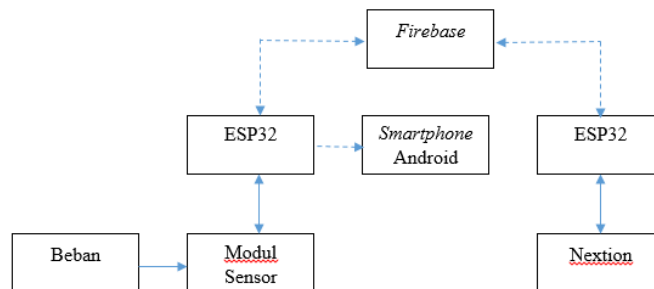 Firebase
ESP32
Smartphone
Android
ESP32
Beban
Modul
Sensor
Nextion